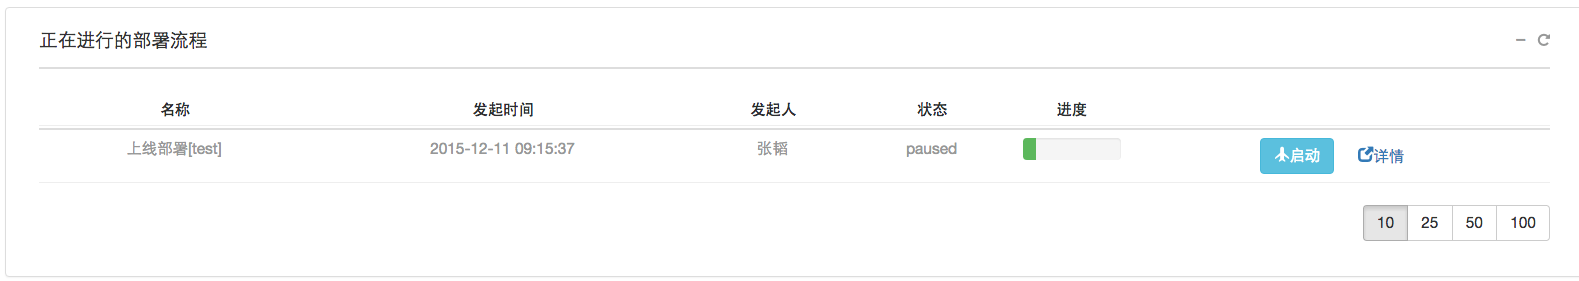 正在进行的部署流程
名称 发起时间 发起人 状态 进度
上线部署[test] 2015-12-11 09:15:37 张韬 paused 启动 详情
10 25 50 100